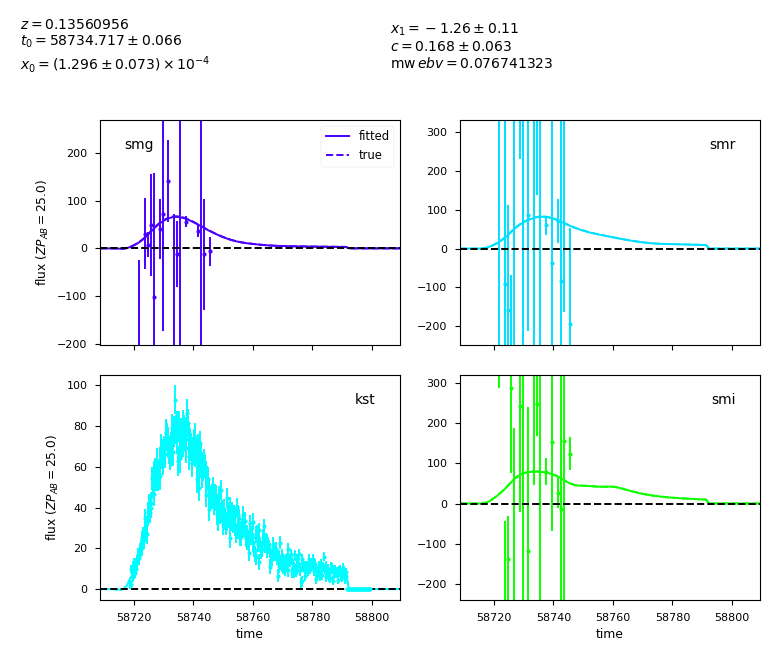 z = 0.13560956
t₀ = 58734.717 ± 0.066
x₀ = (1.296 ± 0.073) × 10⁻⁴
x₁ = −1.26 ± 0.11
c = 0.168 ± 0.063
mw ebv = 0.076741323
smg
fitted
true
200
100
0
−100
−200
flux (ZP_AB = 25.0)
smr
300
200
100
0
−100
−200
kst
100
80
60
40
20
0
flux (ZP_AB = 25.0)
58720 58740 58760 58780 58800
time
smi
300
200
100
0
−100
−200
58720 58740 58760 58780 58800
time